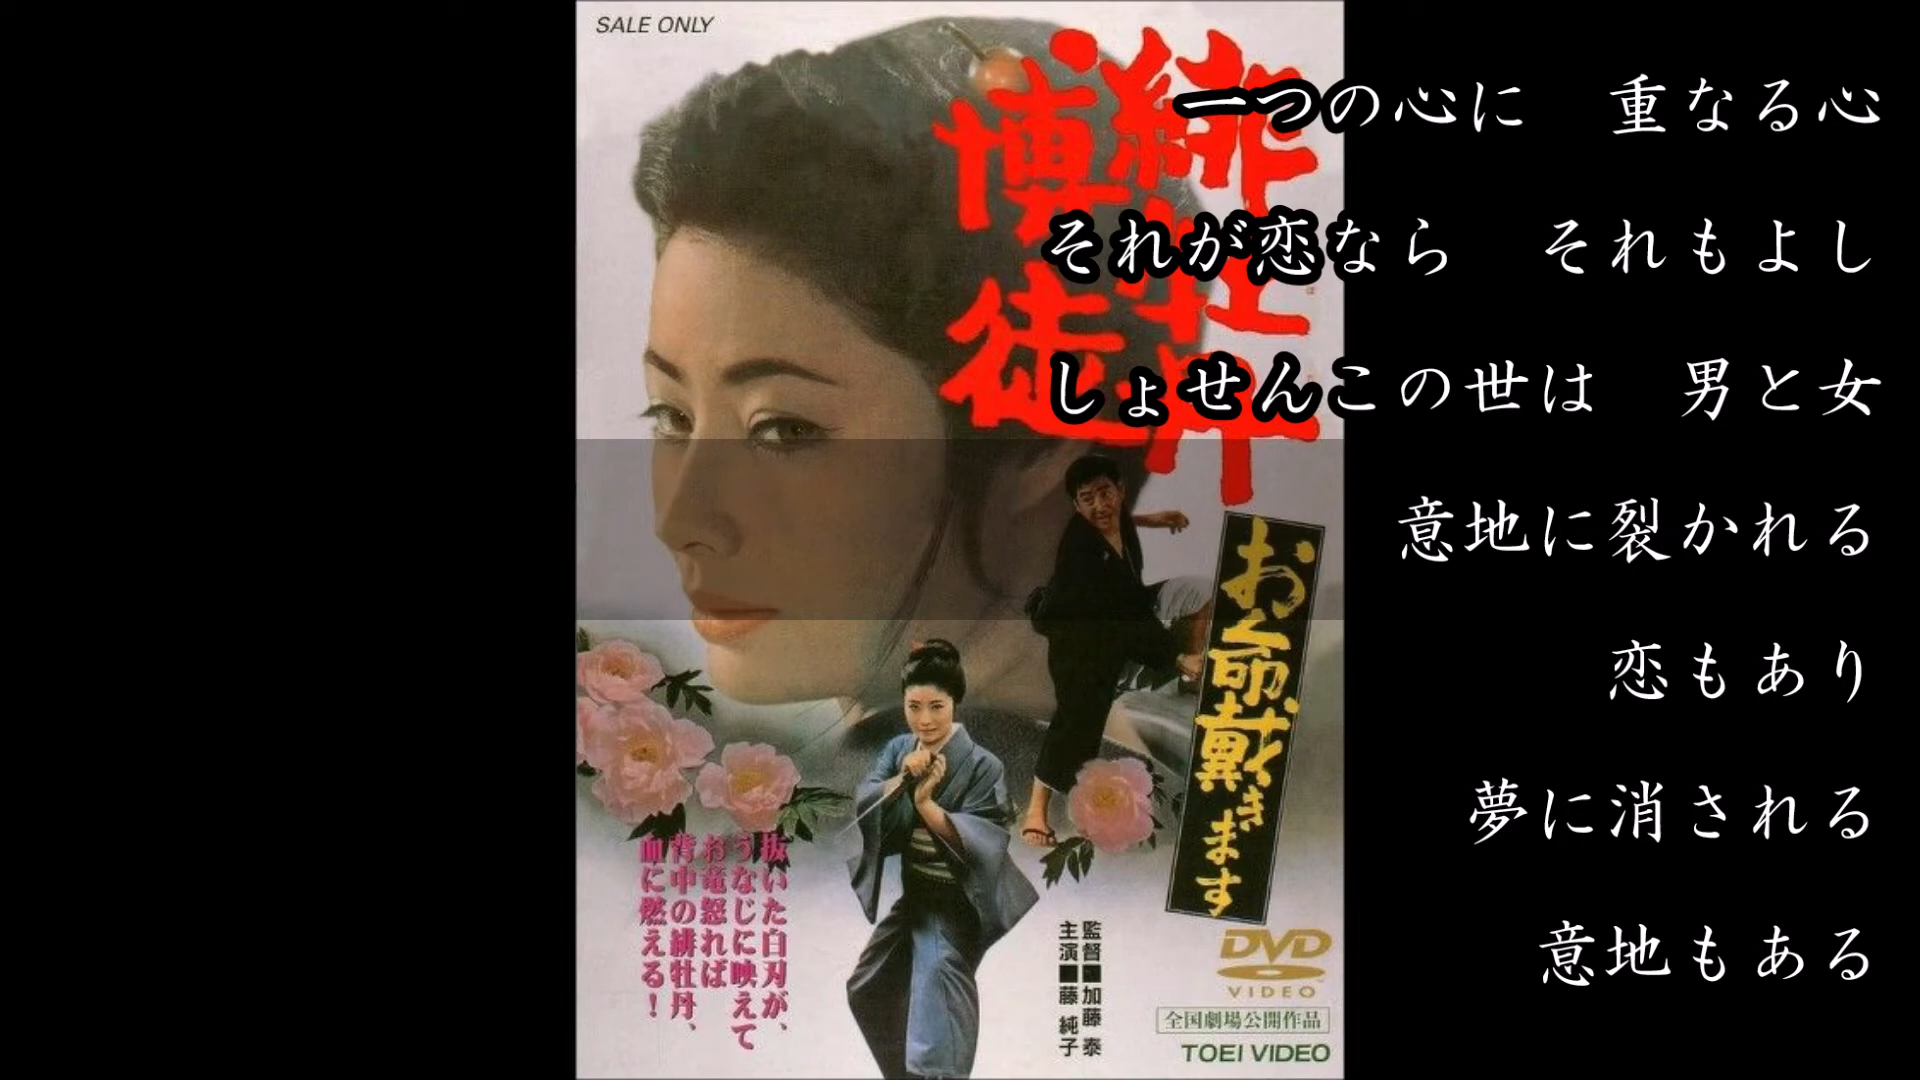 SALE ONLY
緋牡丹
博徒
一つの心に　重なる心
それが恋なら　それもよし
しょせんこの世は　男と女
意地に裂かれる
恋もあり
夢に消される
意地もある
お命戴きます
抜いた白刃が、
うなじに映えて
お竜怒れば
背中の緋牡丹、
血に燃える！
監督■加藤 泰
主演■藤 純子
DVD
VIDEO
全国劇場公開作品
TOEI VIDEO